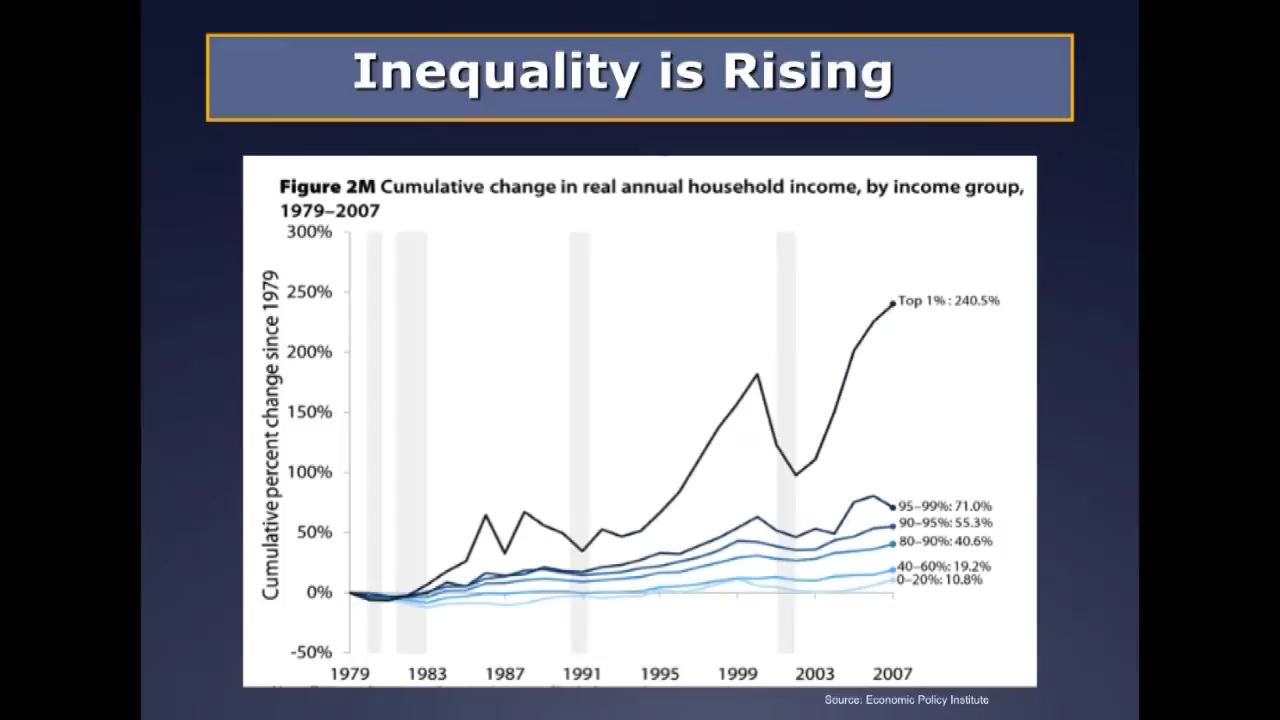 Inequality is Rising
Figure 2M Cumulative change in real annual household income, by income group,
1979–2007
Cumulative percent change since 1979
300%
250%
200%
150%
100%
50%
0%
-50%
Top 1% : 240.5%
95–99%: 71.0%
90–95%: 55.3%
80–90%: 40.6%
40–60%: 19.2%
0–20%: 10.8%
1979 1983 1987 1991 1995 1999 2003 2007
Source: Economic Policy Institute